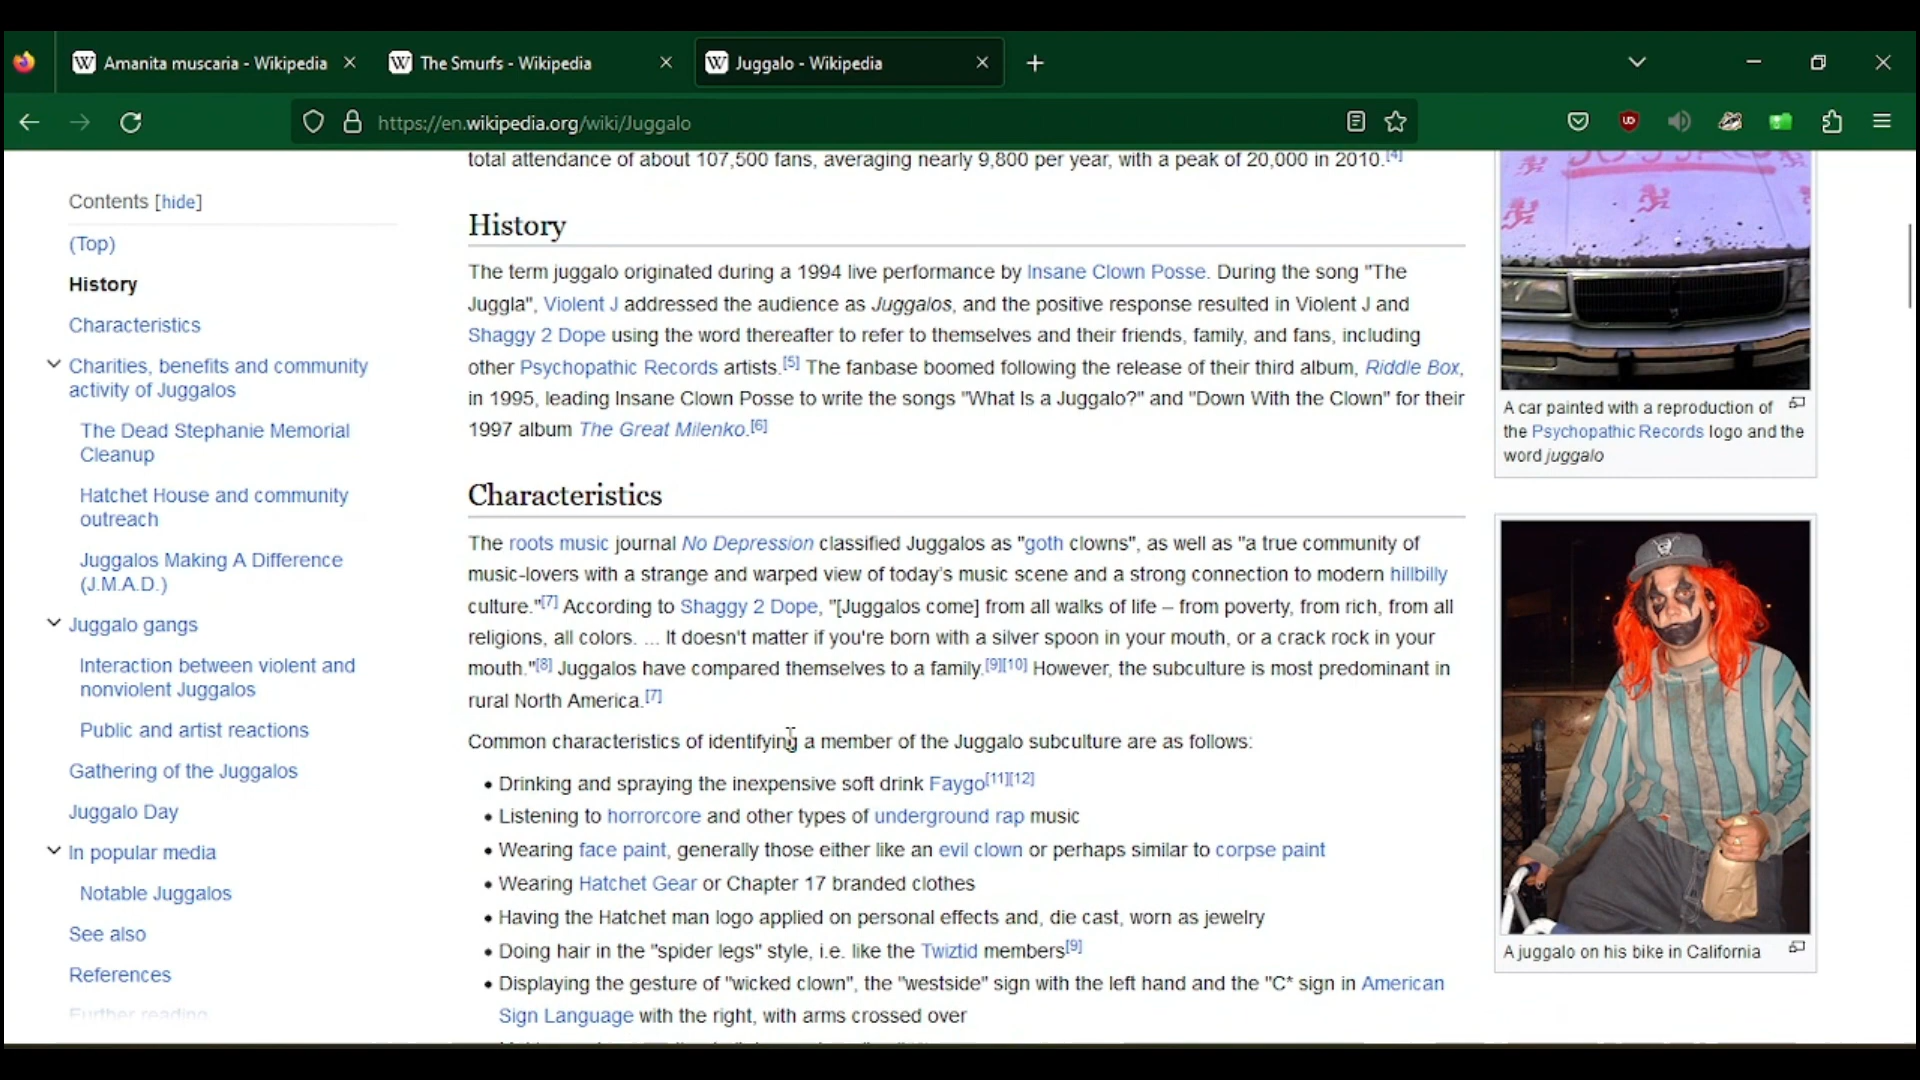 Amanita muscaria - Wikipedia
The Smurfs - Wikipedia
Juggalo - Wikipedia
https://en.wikipedia.org/wiki/Juggalo
Contents [hide]
(Top)
History
Characteristics
Charities, benefits and community
activity of Juggalos
The Dead Stephanie Memorial
Cleanup
Hatchet House and community
outreach
Juggalos Making A Difference
(J.M.A.D.)
Juggalo gangs
Interaction between violent and
nonviolent Juggalos
Public and artist reactions
Gathering of the Juggalos
Juggalo Day
In popular media
Notable Juggalos
See also
References
Further reading
total attendance of about 107,500 fans, averaging nearly 9,800 per year, with a peak of 20,000 in 2010.[4]
History
The term juggalo originated during a 1994 live performance by Insane Clown Posse. During the song "The
Juggla", Violent J addressed the audience as Juggalos, and the positive response resulted in Violent J and
Shaggy 2 Dope using the word thereafter to refer to themselves and their friends, family, and fans, including
other Psychopathic Records artists.[5] The fanbase boomed following the release of their third album, Riddle Box,
in 1995, leading Insane Clown Posse to write the songs "What Is a Juggalo?" and "Down With the Clown" for their
1997 album The Great Milenko.[6]
Characteristics
The roots music journal No Depression classified Juggalos as "goth clowns", as well as "a true community of
music-lovers with a strange and warped view of today's music scene and a strong connection to modern hillbilly
culture."[7] According to Shaggy 2 Dope, "[Juggalos come] from all walks of life – from poverty, from rich, from all
religions, all colors. ... It doesn't matter if you're born with a silver spoon in your mouth, or a crack rock in your
mouth."[8] Juggalos have compared themselves to a family.[9][10] However, the subculture is most predominant in
rural North America.[7]
Common characteristics of identifying a member of the Juggalo subculture are as follows:
• Drinking and spraying the inexpensive soft drink Faygo[11][12]
• Listening to horrorcore and other types of underground rap music
• Wearing face paint, generally those either like an evil clown or perhaps similar to corpse paint
• Wearing Hatchet Gear or Chapter 17 branded clothes
• Having the Hatchet man logo applied on personal effects and, die cast, worn as jewelry
• Doing hair in the "spider legs" style, i.e. like the Twiztid members[9]
• Displaying the gesture of "wicked clown", the "westside" sign with the left hand and the "C" sign in American
Sign Language with the right, with arms crossed over
A car painted with a reproduction of
the Psychopathic Records logo and the
word juggalo
A juggalo on his bike in California